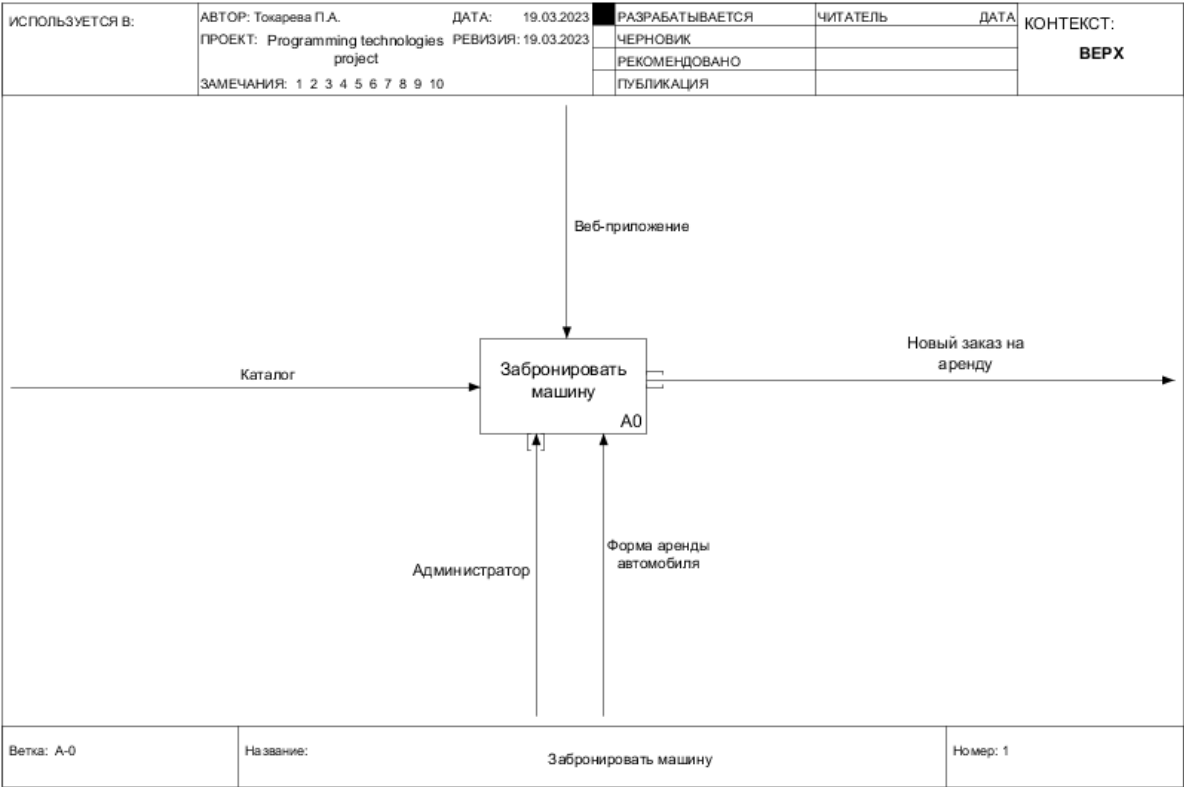 ИСПОЛЬЗУЕТСЯ В:
АВТОР: Токарева П.А.
ДАТА: 19.03.2023
ПРОЕКТ: Programming technologies
project
РЕВИЗИЯ: 19.03.2023
ЗАМЕЧАНИЯ: 1 2 3 4 5 6 7 8 9 10
РАЗРАБАТЫВАЕТСЯ
ЧЕРНОВИК
РЕКОМЕНДОВАНО
ПУБЛИКАЦИЯ
ЧИТАТЕЛЬ ДАТА
КОНТЕКСТ:
ВЕРХ
Веб-приложение
Каталог
Забронировать
машину
A0
Новый заказ на
аренду
Администратор
Форма аренды
автомобиля
Ветка: A-0
Название:
Забронировать машину
Номер: 1